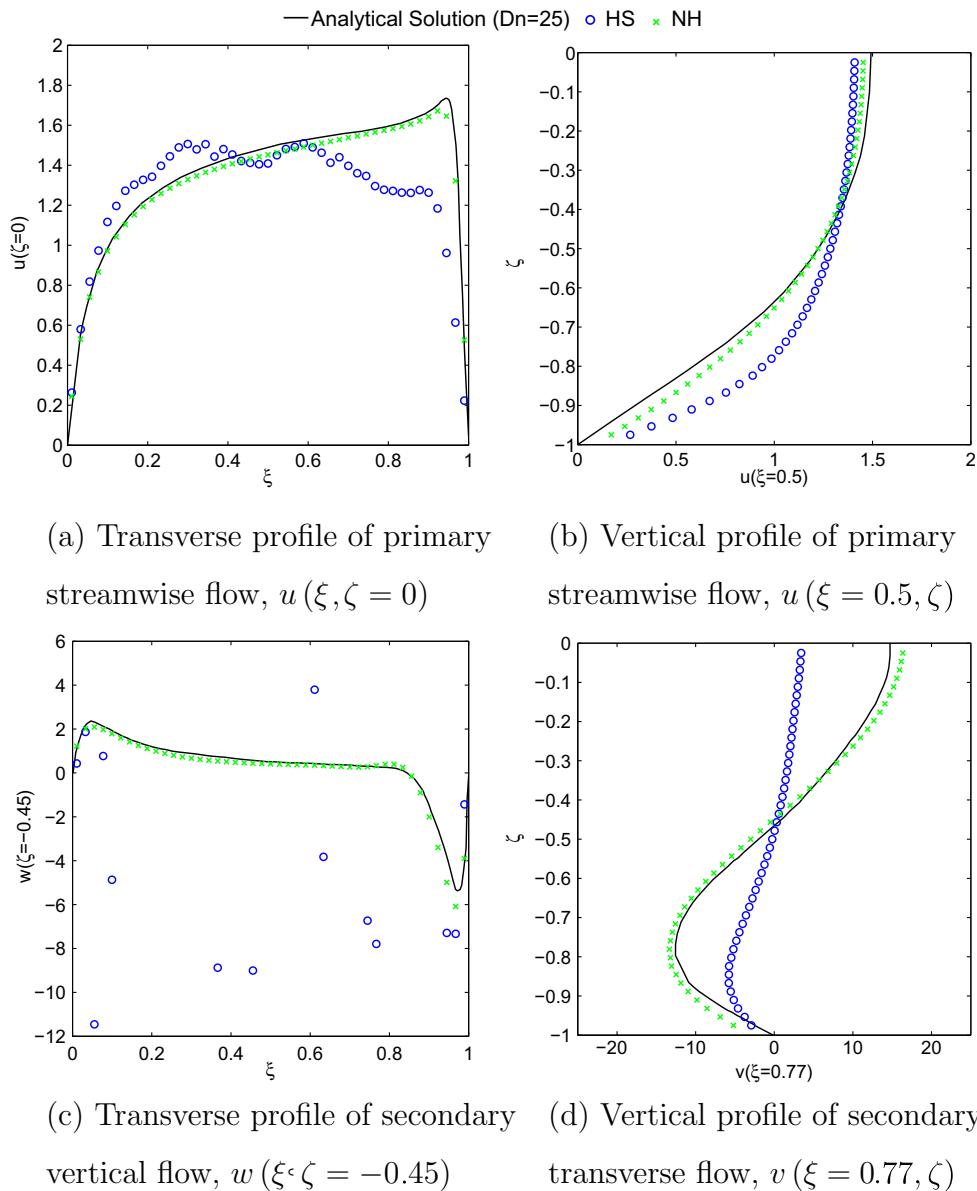 Analytical Solution (Dn=25) HS NH
2
1.8
1.6
1.4
1.2
1
0.8
0.6
0.4
0.2
0
u(ζ=0)
0 0.2 0.4 0.6 0.8 1
ξ
0
−0.1
−0.2
−0.3
−0.4
−0.5
−0.6
−0.7
−0.8
−0.9
−1
ζ
0 0.5 1 1.5 2
u(ξ=0.5)
(a) Transverse profile of primary
streamwise flow, u (ξ, ζ = 0)
(b) Vertical profile of primary
streamwise flow, u (ξ = 0.5, ζ)
6
4
2
0
−2
−4
−6
−8
−10
−12
w(ζ=−0.45)
0 0.2 0.4 0.6 0.8 1
ξ
0
−0.1
−0.2
−0.3
−0.4
−0.5
−0.6
−0.7
−0.8
−0.9
−1
ζ
−20 −10 0 10 20
v(ξ=0.77)
(c) Transverse profile of secondary
vertical flow, w (ξ ζ = −0.45)
(d) Vertical profile of secondary
transverse flow, v (ξ = 0.77, ζ)